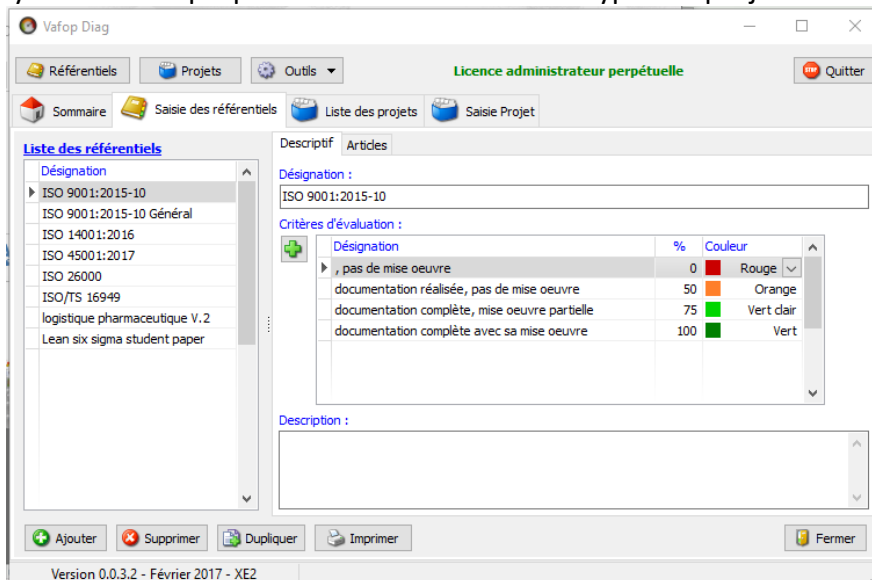 Vafop Diag
Référentiels Projets Outils Licence administrateur perpétuelle STOP Quitter
Sommaire Saisie des référentiels Liste des projets Saisie Projet
Liste des référentiels
Désignation
ISO 9001:2015-10
ISO 9001:2015-10 Général
ISO 14001:2016
ISO 45001:2017
ISO 26000
ISO/TS 16949
logistique pharmaceutique V.2
Lean six sigma student paper
Descriptif Articles
Désignation :
ISO 9001:2015-10
Critères d'évaluation :
Désignation % Couleur
, pas de mise oeuvre 0 Rouge
documentation réalisée, pas de mise oeuvre 50 Orange
documentation complète, mise oeuvre partielle 75 Vert clair
documentation complète avec sa mise oeuvre 100 Vert
Description :
Ajouter Supprimer Dupliquer Imprimer Fermer
Version 0.0.3.2 - Février 2017 - XE2